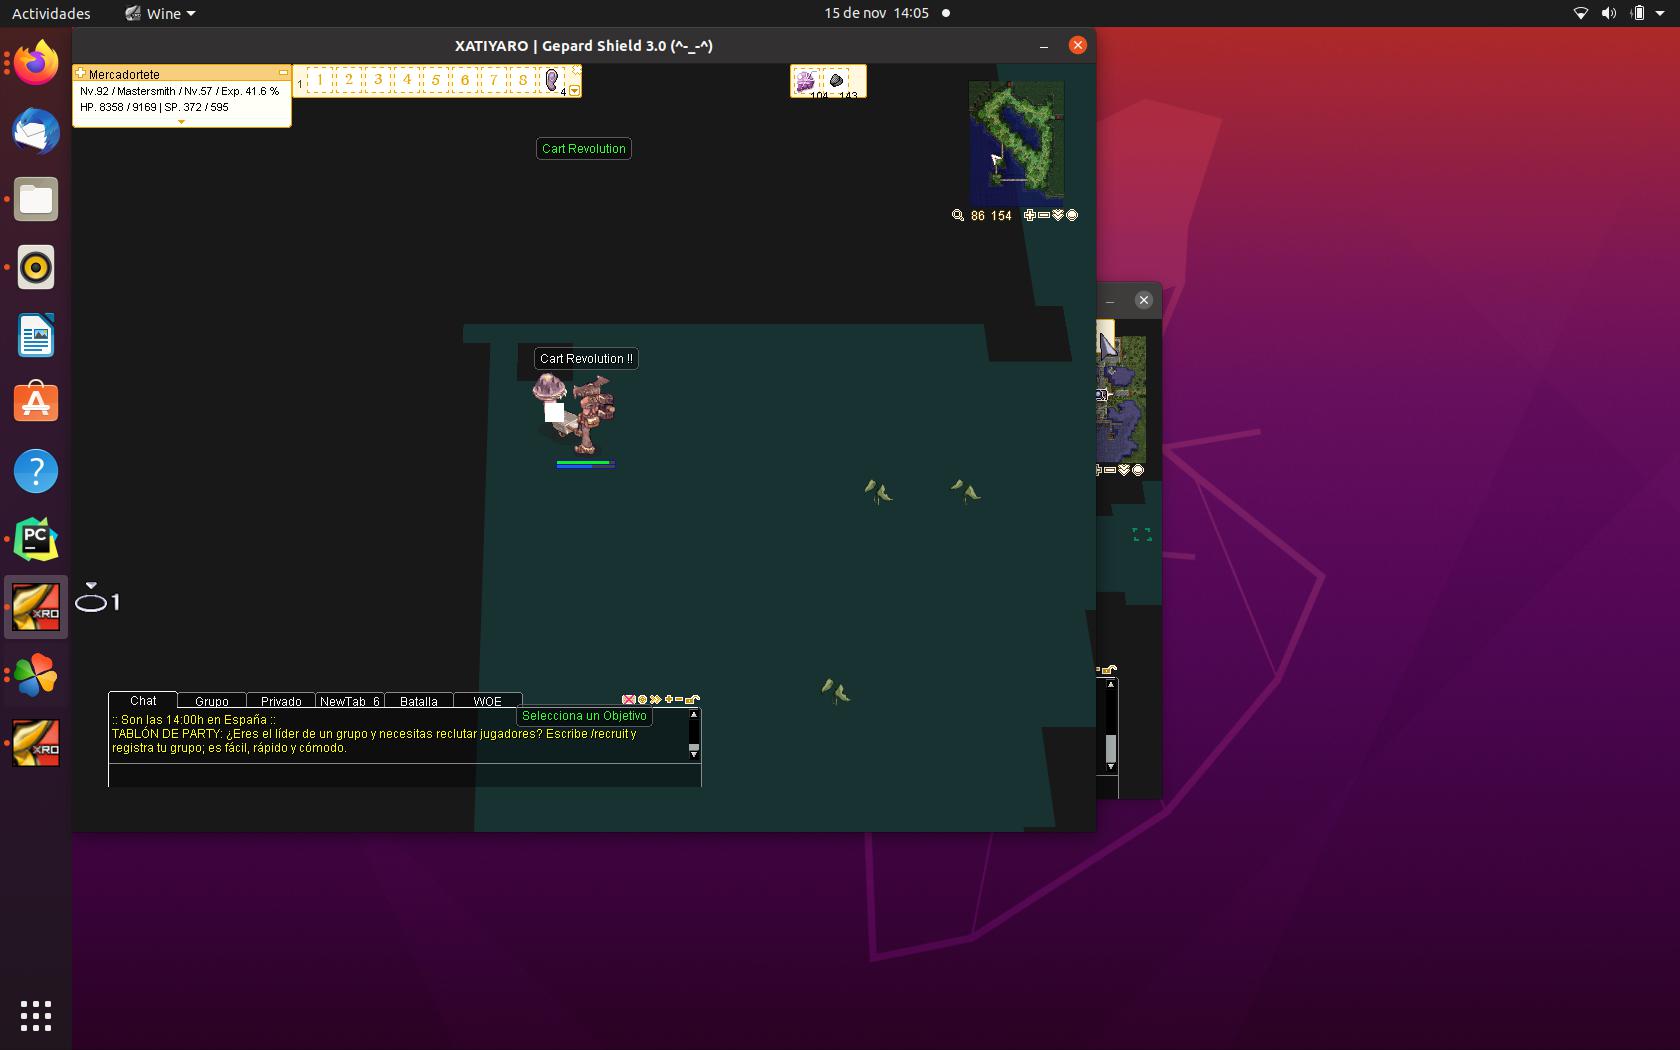 Actividades
Wine
15 de nov 14:05
XATIYARO | Gepard Shield 3.0 (^-_-^)
Mercadortete
Nv.92 / Mastersmith / Nv.57 / Exp. 41.6 %
HP. 8358 / 9169 | SP. 372 / 595
1 1 2 3 4 5 6 7 8 4
104 143
Cart Revolution
86 154
Cart Revolution !!
?
PC
XRO
1
XRO
Chat Grupo Privado NewTab_6 Batalla WOE
Selecciona un Objetivo
:: Son las 14:00h en España ::
TABLÓN DE PARTY: ¿Eres el líder de un grupo y necesitas reclutar jugadores? Escribe /recruit y
registra tu grupo; es fácil, rápido y cómodo.